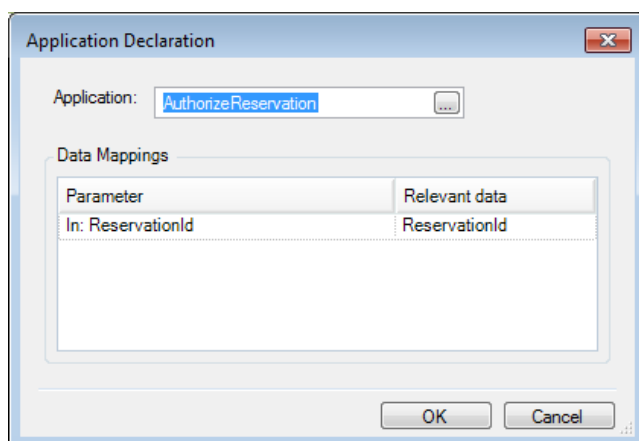 Application Declaration
Application: AuthorizeReservation ...
Data Mappings
Parameter Relevant data
In: ReservationId ReservationId
OK Cancel